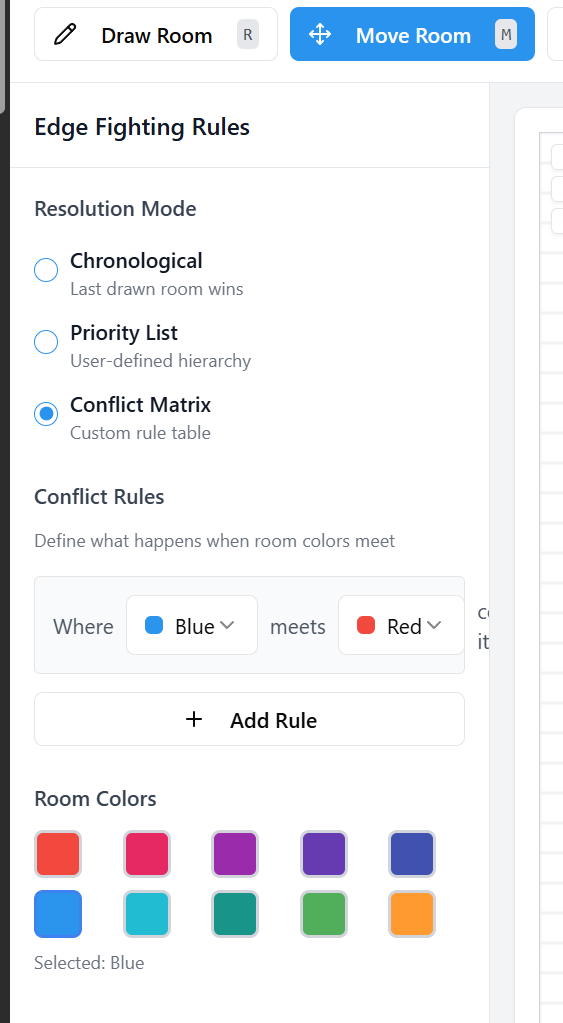 Draw Room R Move Room M
Edge Fighting Rules
Resolution Mode
Chronological
Last drawn room wins
Priority List
User-defined hierarchy
Conflict Matrix
Custom rule table
Conflict Rules
Define what happens when room colors meet
Where Blue meets Red
it
Add Rule
Room Colors
Selected: Blue